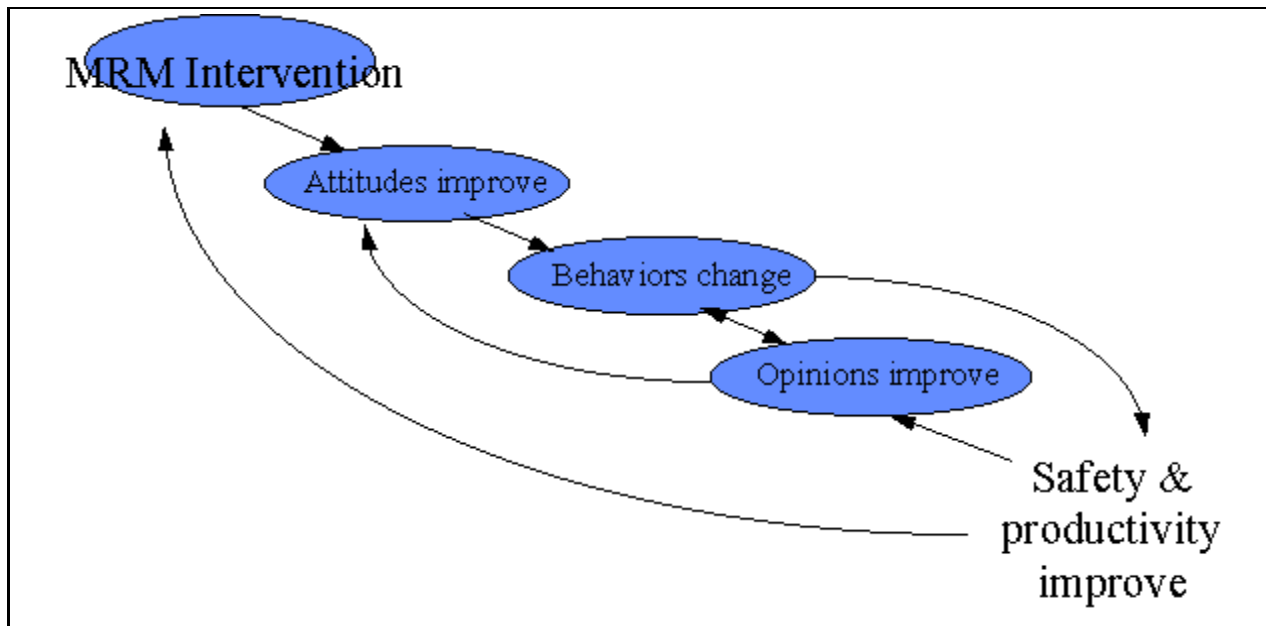 MRM Intervention
Attitudes improve
Behaviors change
Opinions improve
Safety &
productivity
improve